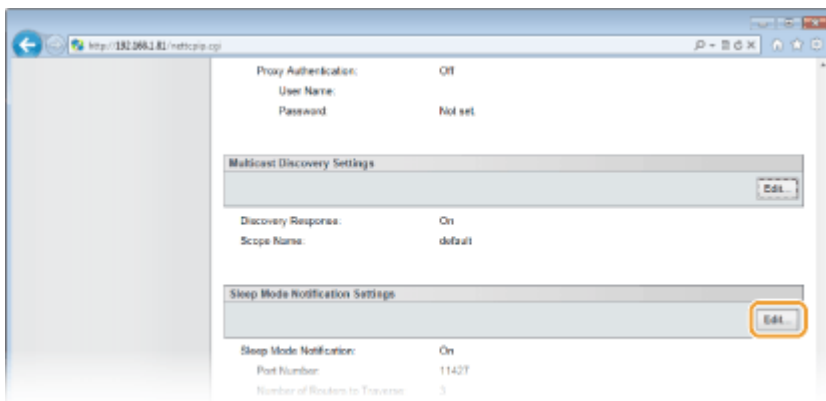 http://192.168.1.81/nettcpip.cgi
Proxy Authentication: Off
User Name:
Password: Not set
Multicast Discovery Settings
Edit...
Discovery Response: On
Scope Name: default
Sleep Mode Notification Settings
Edit...
Sleep Mode Notification: On
Port Number: 11427
Number of Routers to Traverse: 3